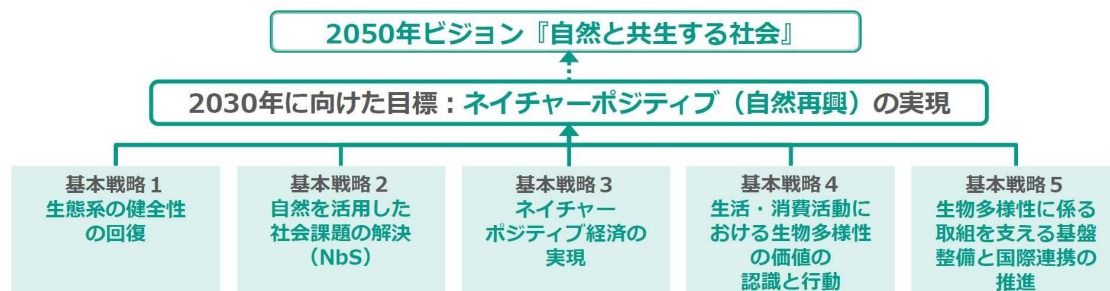 2050年ビジョン『自然と共生する社会』
2030年に向けた目標：ネイチャーポジティブ（自然再興）の実現
基本戦略１
生態系の健全性
の回復
基本戦略２
自然を活用した
社会課題の解決
（NbS）
基本戦略３
ネイチャー
ポジティブ経済の
実現
基本戦略４
生活・消費活動に
おける生物多様性
の価値の
認識と行動
基本戦略５
生物多様性に係る
取組を支える基盤
整備と国際連携の
推進